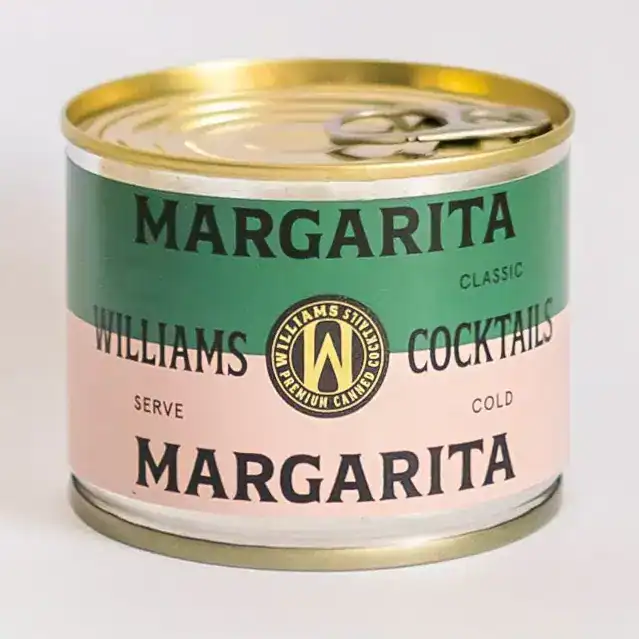 MARGARITA
CLASSIC
WILLIAMS COCKTAILS
WILLIAMS COCKTAILS
W
PREMIUM CANNED
SERVE COLD
MARGARITA